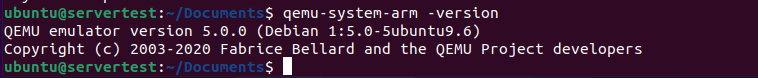 ubuntu@servertest:~/Documents$ qemu-system-arm -version
QEMU emulator version 5.0.0 (Debian 1:5.0-5ubuntu9.6)
Copyright (c) 2003-2020 Fabrice Bellard and the QEMU Project developers
ubuntu@servertest:~/Documents$